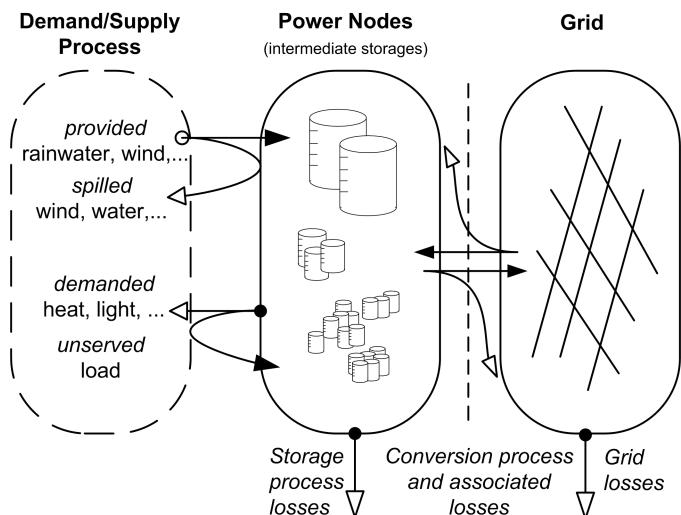 Demand/Supply
Process
Power Nodes
(intermediate storages)
Grid
provided
rainwater, wind,...
spilled
wind, water,...
demanded
heat, light, ...
unserved
load
Storage
process
losses
Conversion process
and associated
losses
Grid
losses